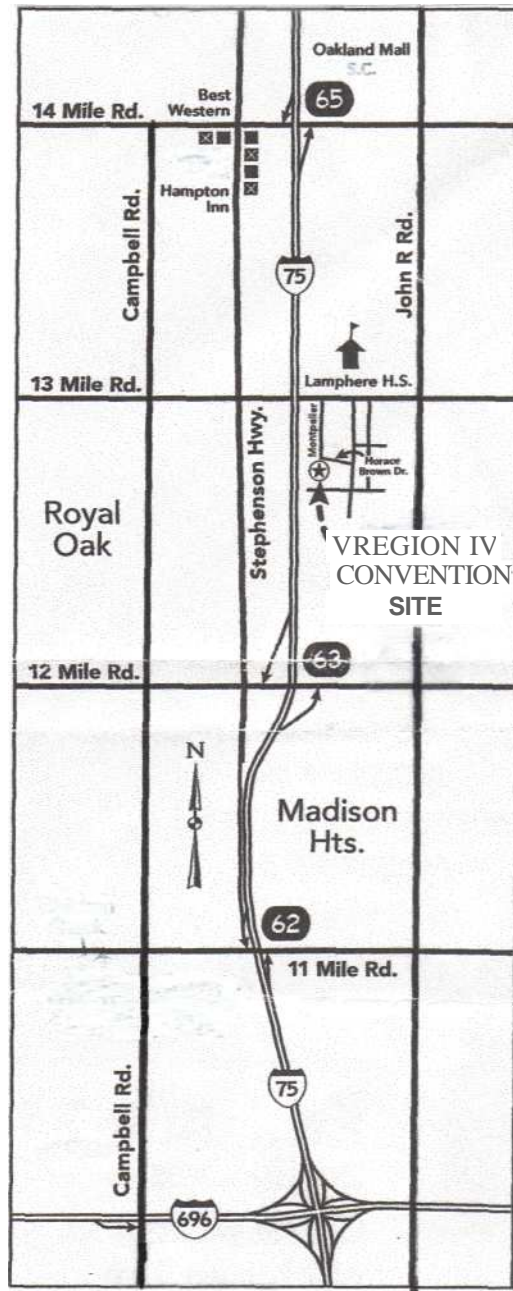 Oakland Mall
S.C.
65
Best
Western
14 Mile Rd.
Hampton
Inn
Campbell Rd.
75
John R Rd.
Lamphere H.S.
13 Mile Rd.
Stephenson Hwy.
Montpelier
Horace
Brown Dr.
Royal
Oak
VREGION IV
CONVENTION
SITE
63
12 Mile Rd.
N
Madison
Hts.
62
11 Mile Rd.
Campbell Rd.
75
696